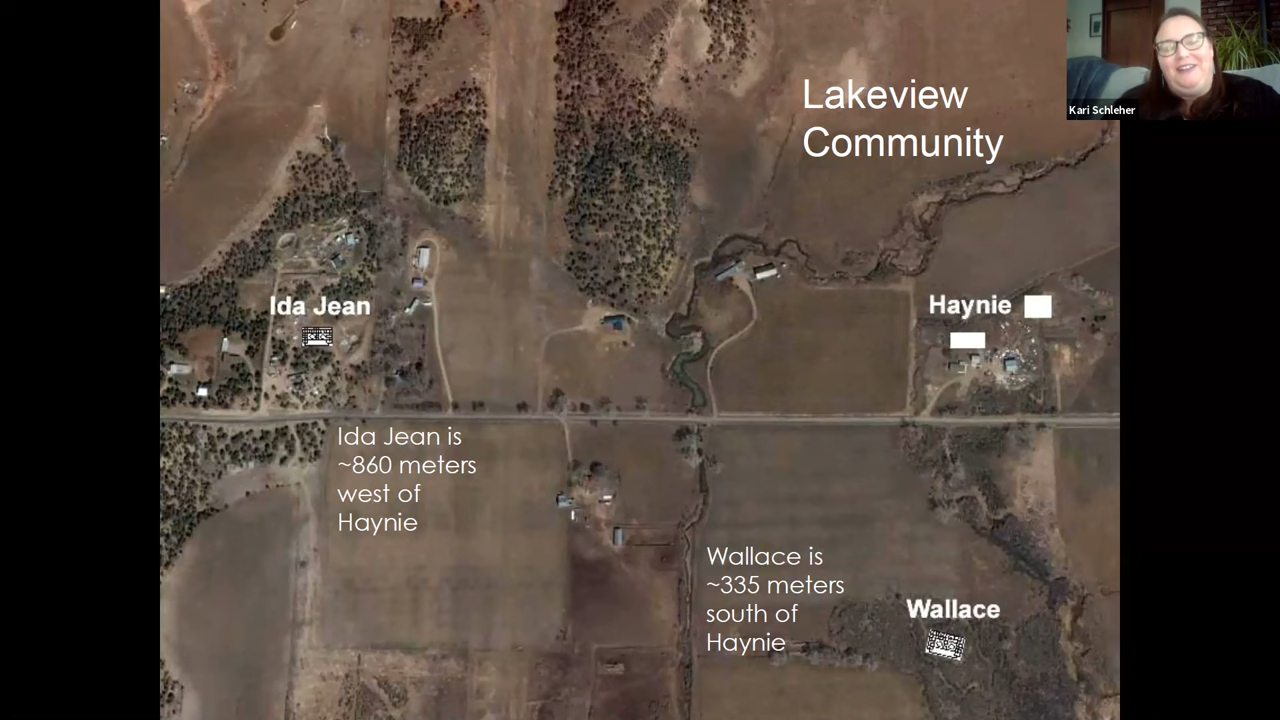 Lakeview
Community
Kari Schleher
Ida Jean
Haynie
Ida Jean is
~860 meters
west of
Haynie
Wallace is
~335 meters
south of
Haynie
Wallace